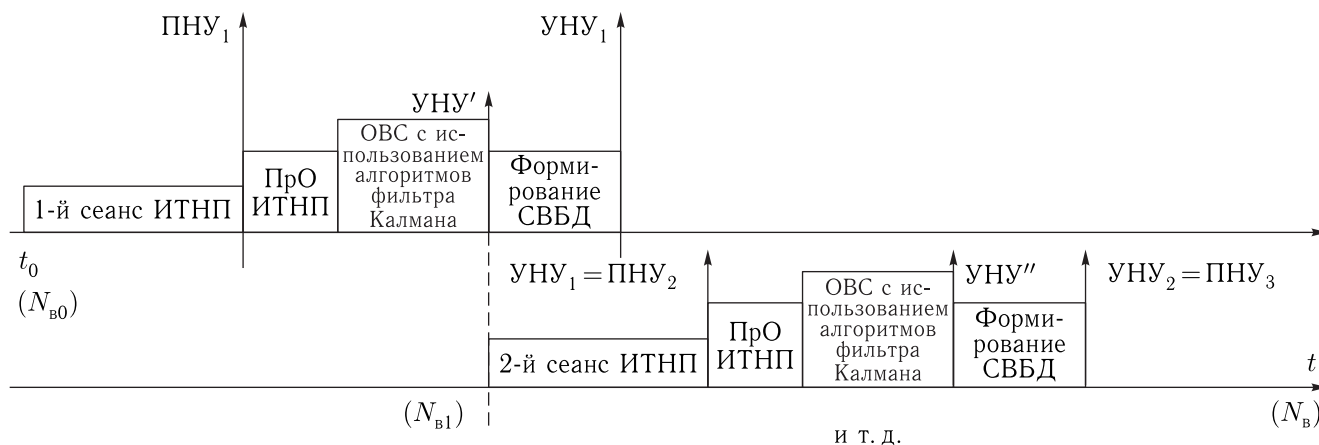 ПНУ₁
УНУ₁
УНУ′
1-й сеанс ИТНП
ПрО
ИТНП
ОВС с ис-
пользованием
алгоритмов
фильтра
Калмана
Форми-
рование
СВБД
t₀
(Nв0)
УНУ₁ = ПНУ₂
УНУ″
УНУ₂ = ПНУ₃
2-й сеанс ИТНП
ПрО
ИТНП
ОВС с ис-
пользованием
алгоритмов
фильтра
Калмана
Форми-
рование
СВБД
t
(Nв1)
(Nв)
и т. д.